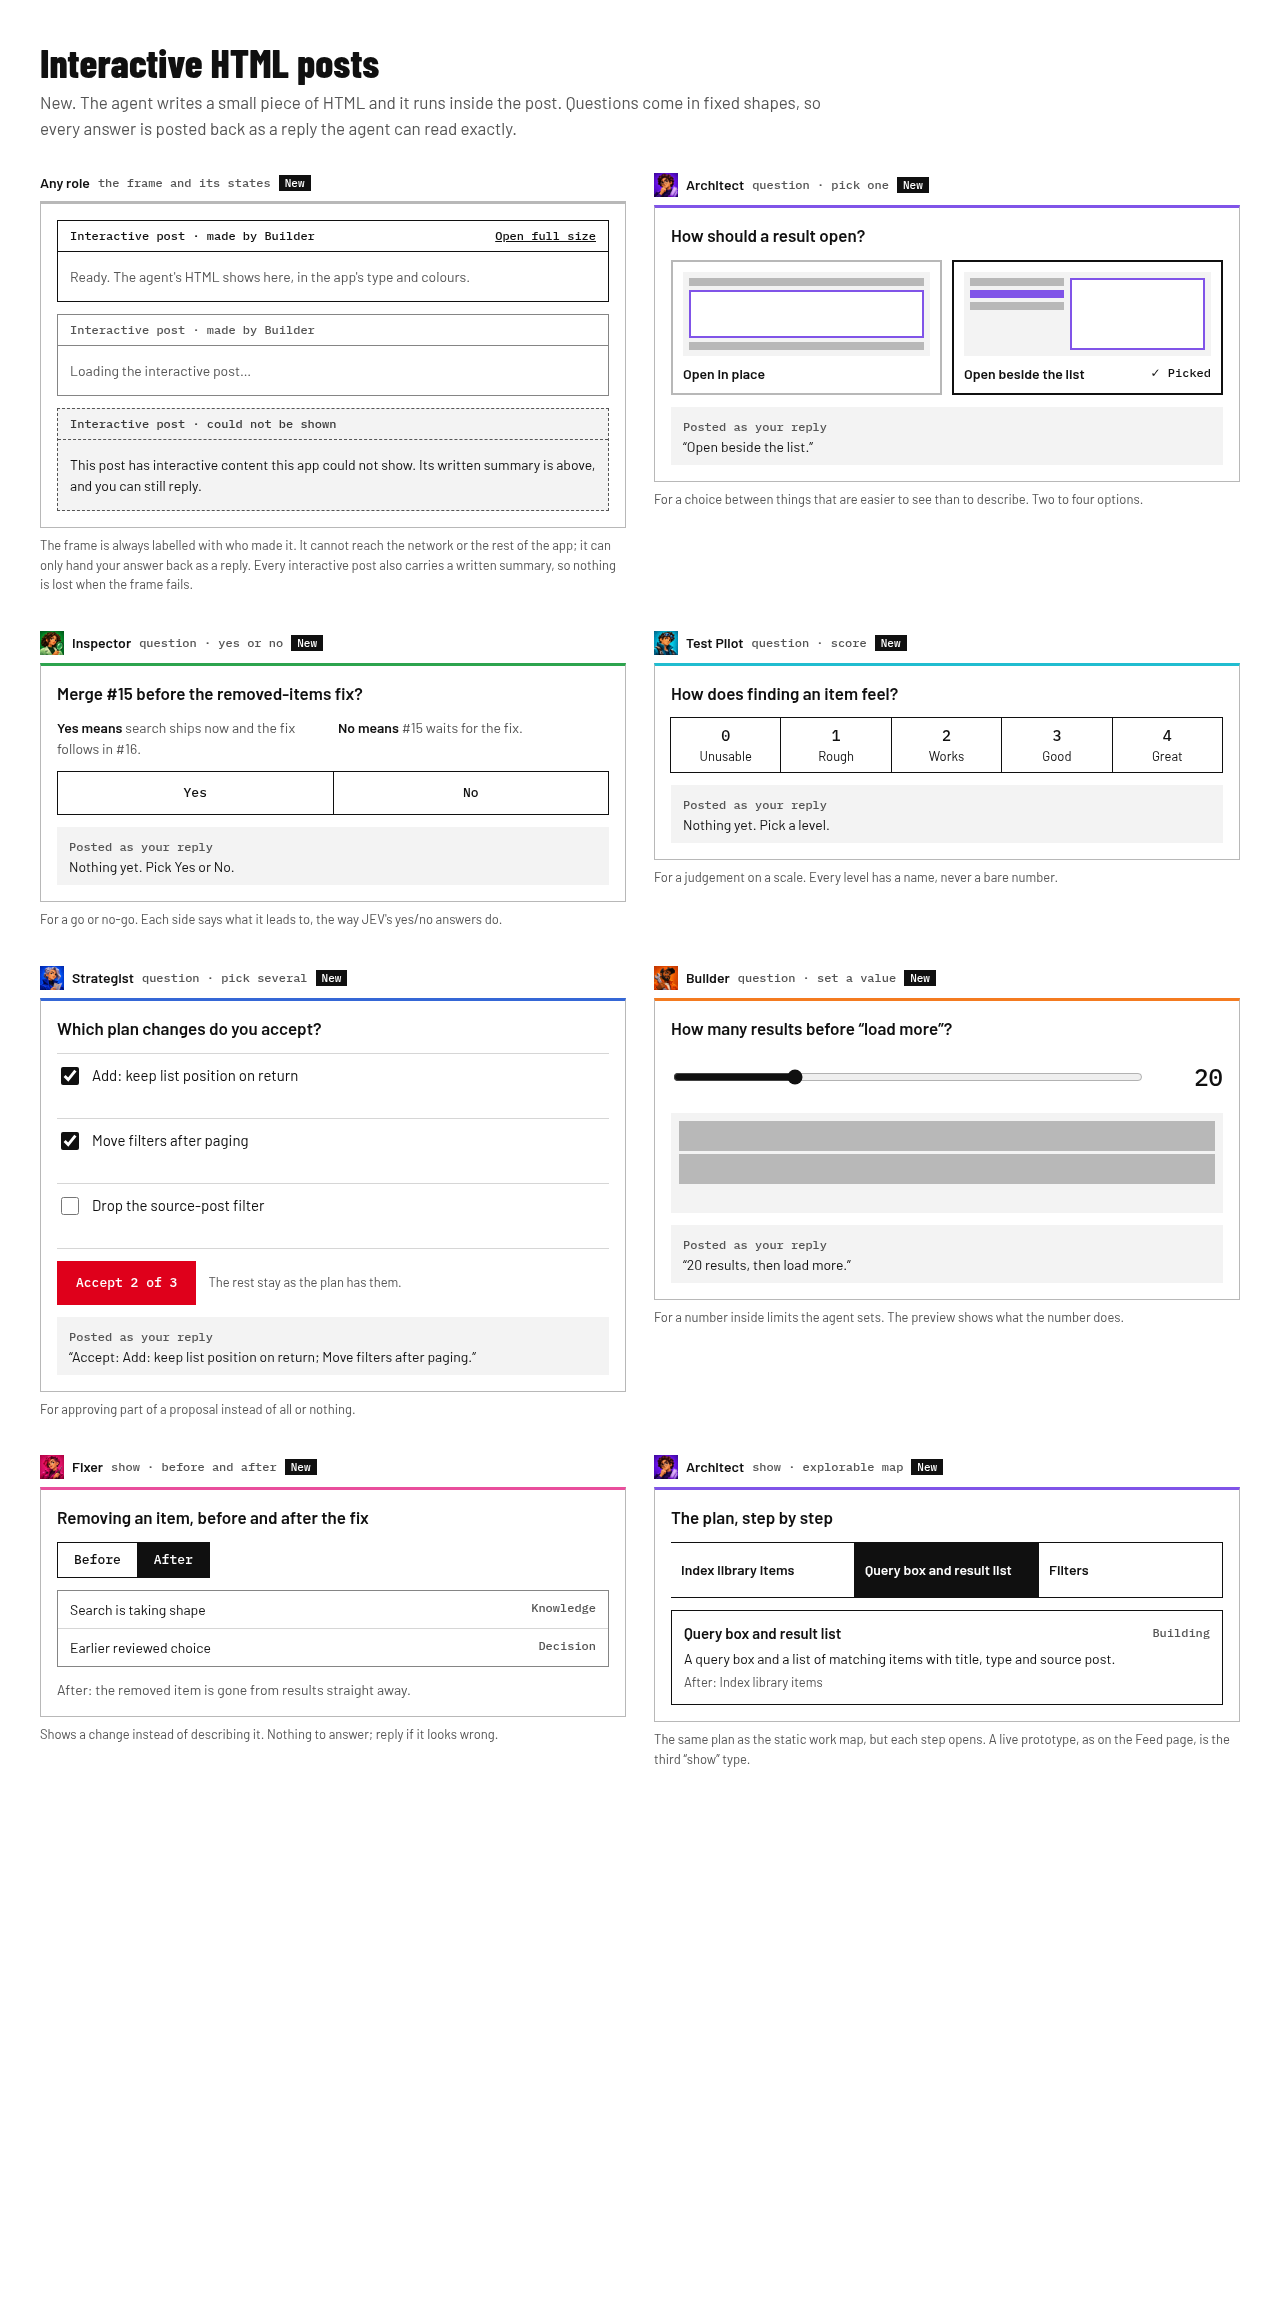 Interactive HTML posts
New. The agent writes a small piece of HTML and it runs inside the post. Questions come in fixed shapes, so
every answer is posted back as a reply the agent can read exactly.
Any role the frame and its states New
Interactive post · made by Builder Open full size
Ready. The agent's HTML shows here, in the app's type and colours.
Interactive post · made by Builder
Loading the interactive post…
Interactive post · could not be shown
This post has interactive content this app could not show. Its written summary is above,
and you can still reply.
The frame is always labelled with who made it. It cannot reach the network or the rest of the app; it can
only hand your answer back as a reply. Every interactive post also carries a written summary, so nothing
is lost when the frame fails.
Architect question · pick one New
How should a result open?
Open in place
Open beside the list ✓ Picked
Posted as your reply
“Open beside the list.”
For a choice between things that are easier to see than to describe. Two to four options.
Inspector question · yes or no New
Merge #15 before the removed-items fix?
Yes means search ships now and the fix
follows in #16.
No means #15 waits for the fix.
Yes No
Posted as your reply
Nothing yet. Pick Yes or No.
For a go or no-go. Each side says what it leads to, the way JEV's yes/no answers do.
Test Pilot question · score New
How does finding an item feel?
0 1 2 3 4
Unusable Rough Works Good Great
Posted as your reply
Nothing yet. Pick a level.
For a judgement on a scale. Every level has a name, never a bare number.
Strategist question · pick several New
Which plan changes do you accept?
Add: keep list position on return
Move filters after paging
Drop the source-post filter
Accept 2 of 3 The rest stay as the plan has them.
Posted as your reply
“Accept: Add: keep list position on return; Move filters after paging.”
For approving part of a proposal instead of all or nothing.
Builder question · set a value New
How many results before “load more”?
20
Posted as your reply
“20 results, then load more.”
For a number inside limits the agent sets. The preview shows what the number does.
Fixer show · before and after New
Removing an item, before and after the fix
Before After
Search is taking shape Knowledge
Earlier reviewed choice Decision
After: the removed item is gone from results straight away.
Shows a change instead of describing it. Nothing to answer; reply if it looks wrong.
Architect show · explorable map New
The plan, step by step
Index library items Query box and result list Filters
Query box and result list Building
A query box and a list of matching items with title, type and source post.
After: Index library items
The same plan as the static work map, but each step opens. A live prototype, as on the Feed page, is the
third “show” type.